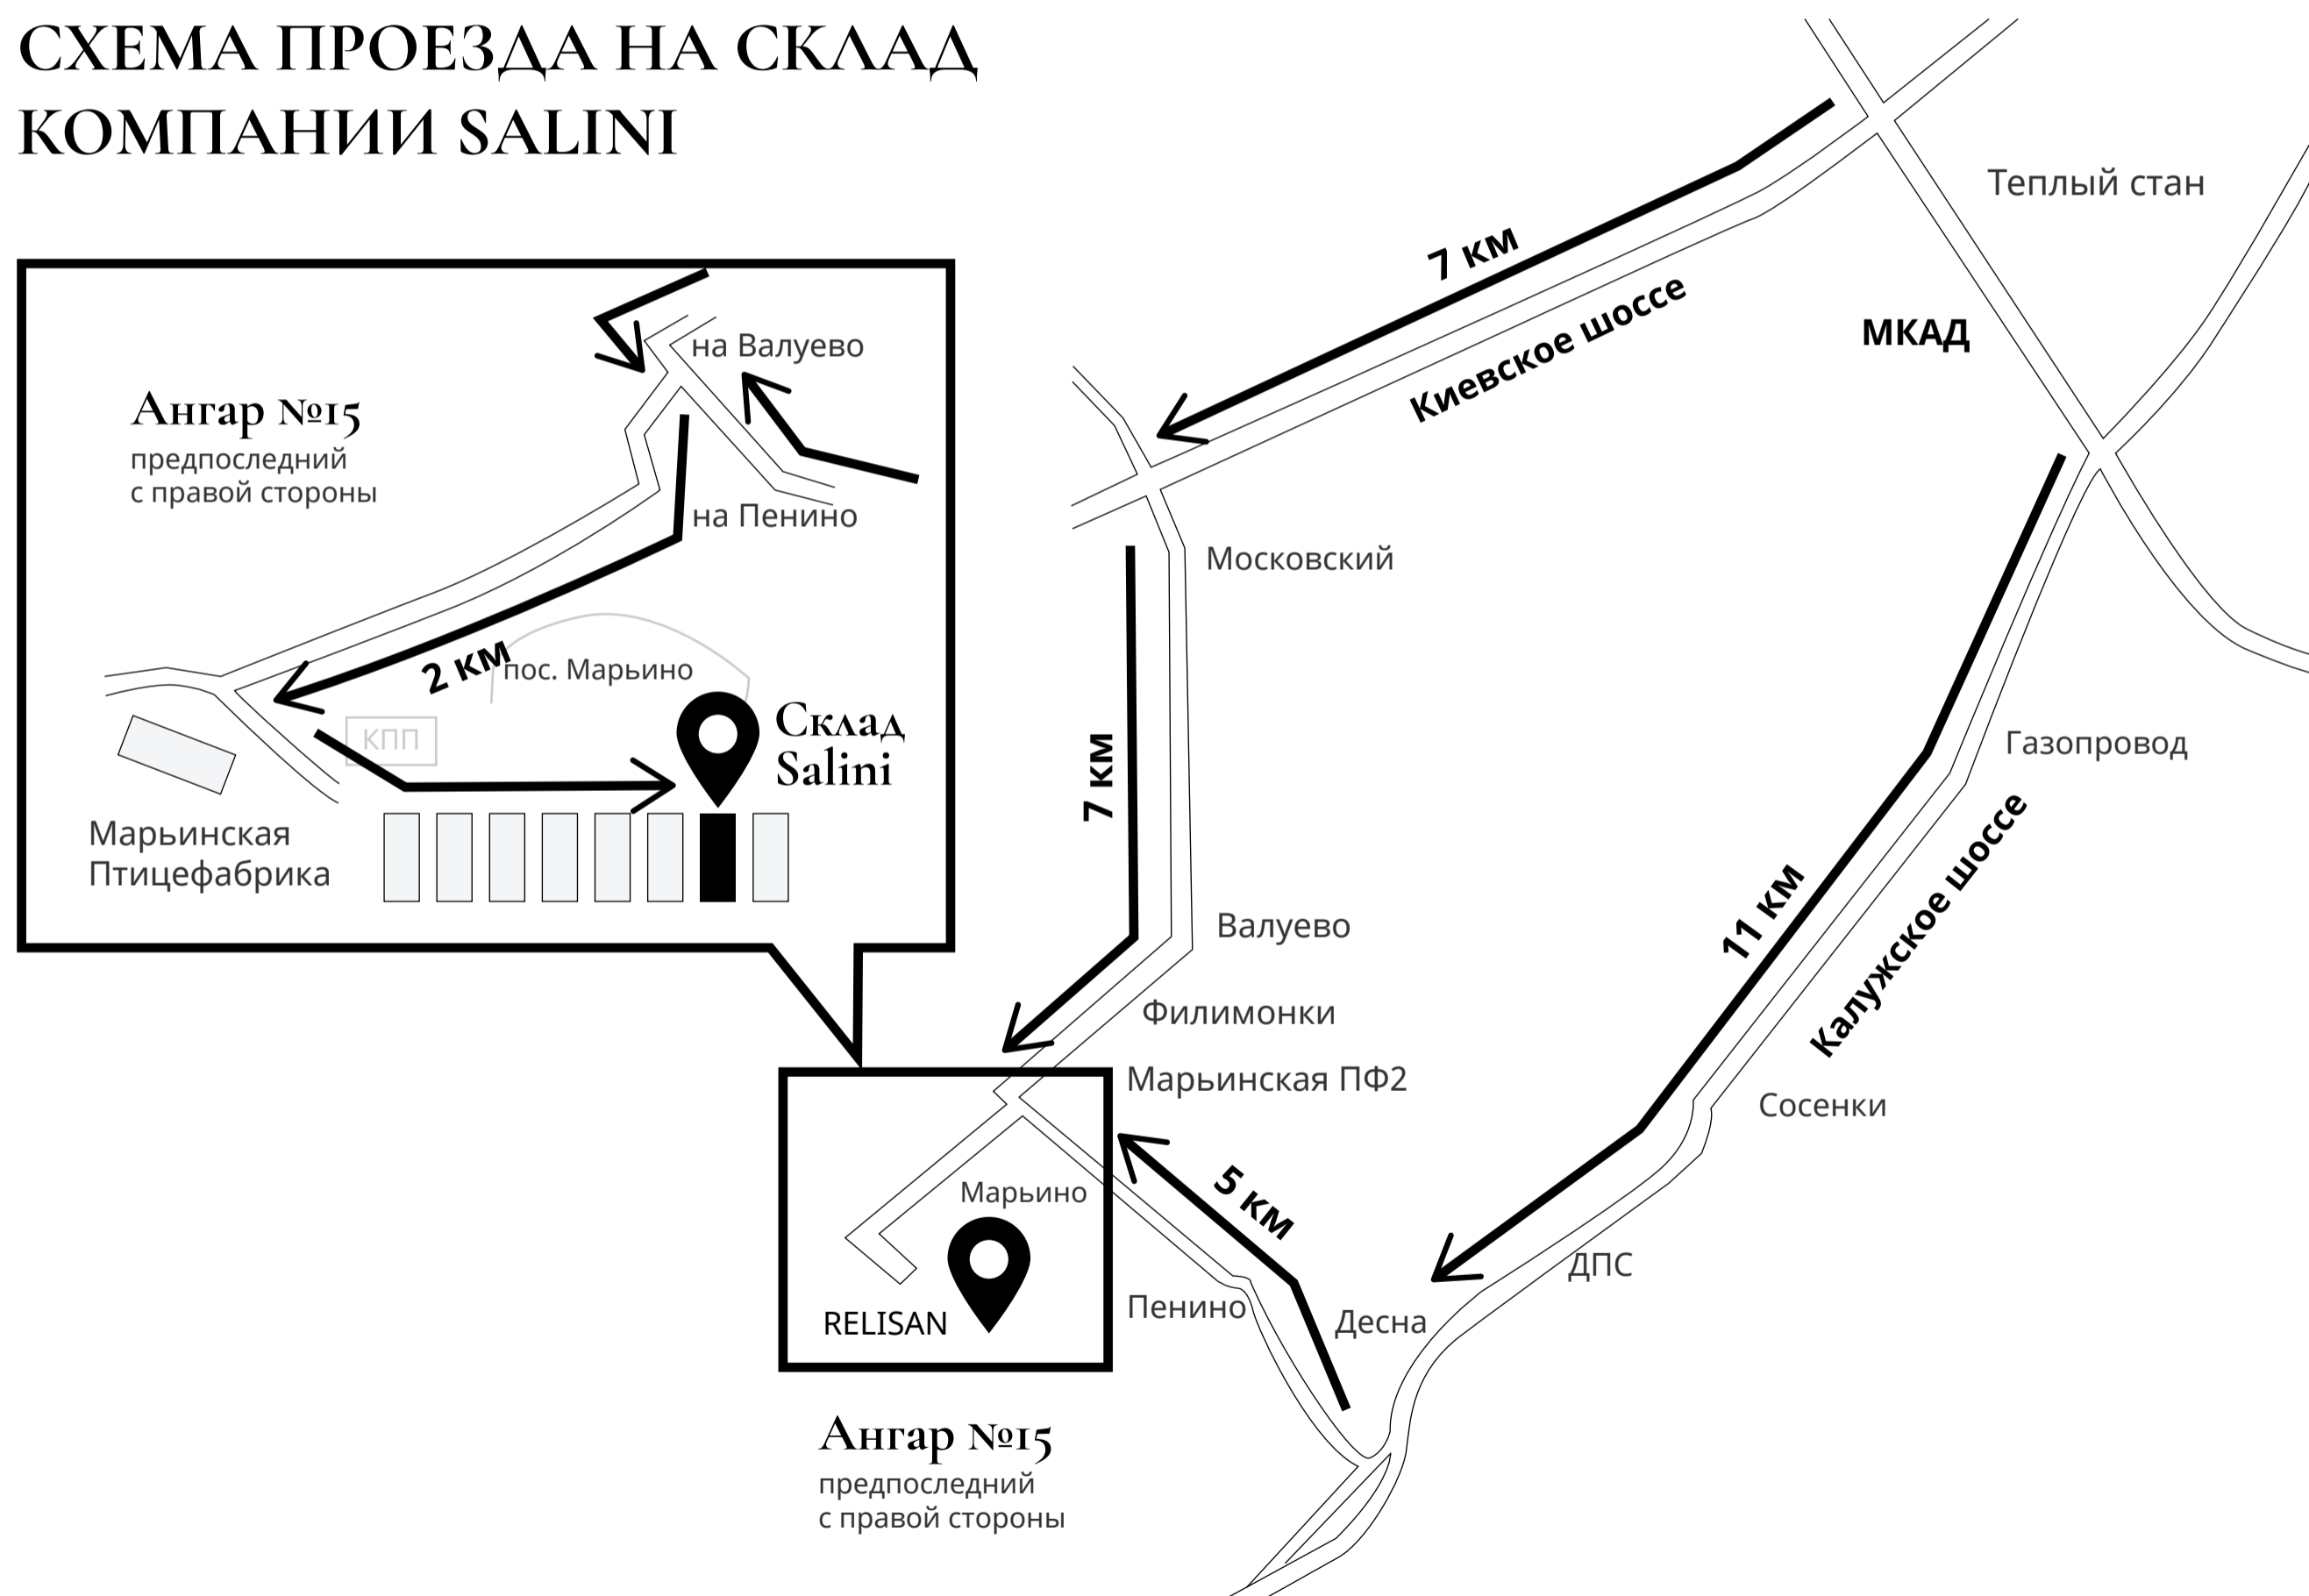 СХЕМА ПРОЕЗДА НА СКЛАД
КОМПАНИИ SALINI
Теплый стан
7 км
Киевское шоссе
МКАД
на Валуево
Ангар №15
предпоследний
с правой стороны
на Пенино
Московский
2 км
пос. Марьино
КПП
Склад
Salini
Марьинская
Птицефабрика
7 км
Газопровод
Калужское шоссе
11 км
Валуево
Филимонки
Марьинская ПФ2
Сосенки
5 км
Марьино
ДПС
Пенино
Десна
RELISAN
Ангар №15
предпоследний
с правой стороны